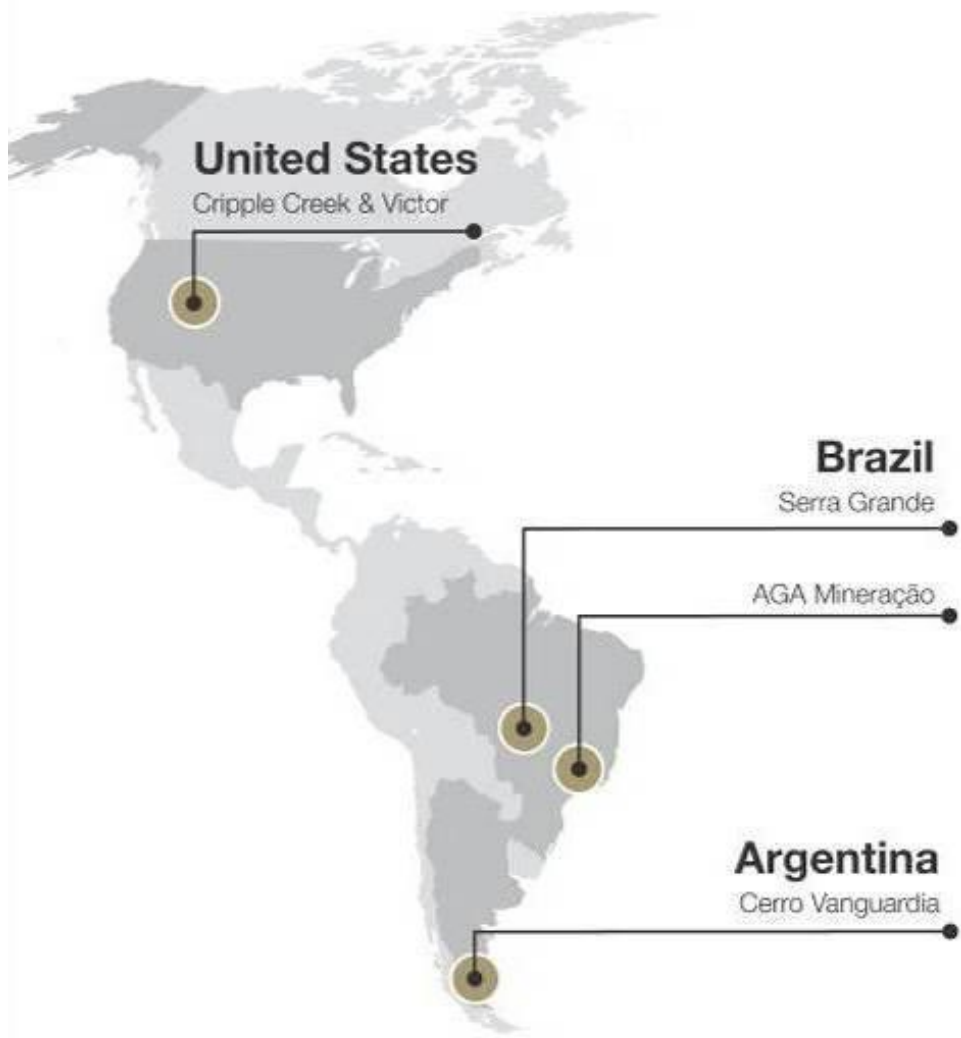 United States
Cripple Creek & Victor
Brazil
Serra Grande
AGA Mineração
Argentina
Cerro Vanguardia